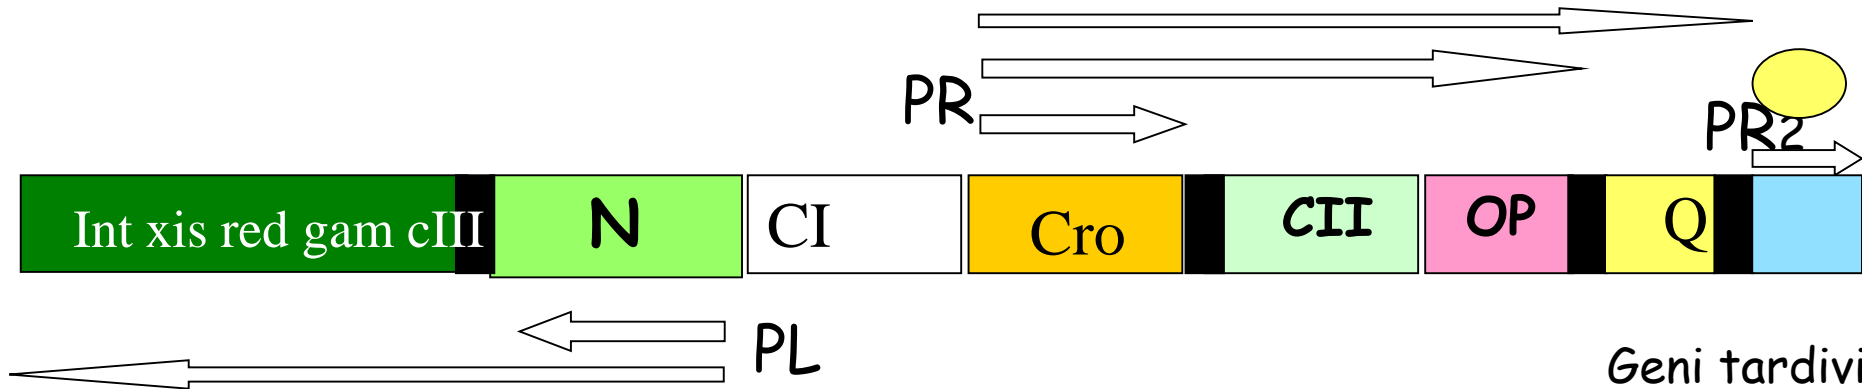 PR
PR2
Int xis red gam cIII
N
CI
Cro
CII
OP
Q
PL
Geni tardivi